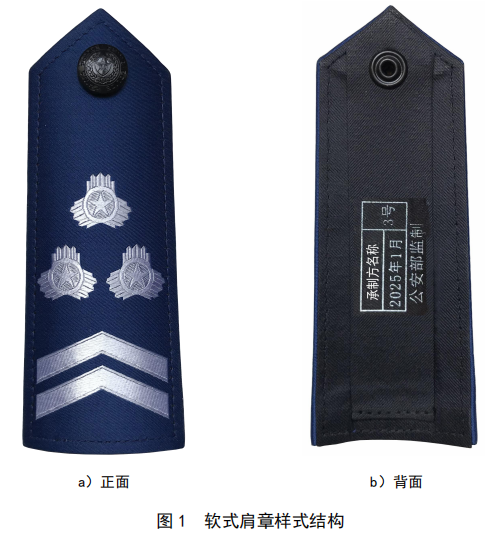 承制方名称
3号
2025年1月
公安部监制
a）正面
b）背面
图 1　软式肩章样式结构